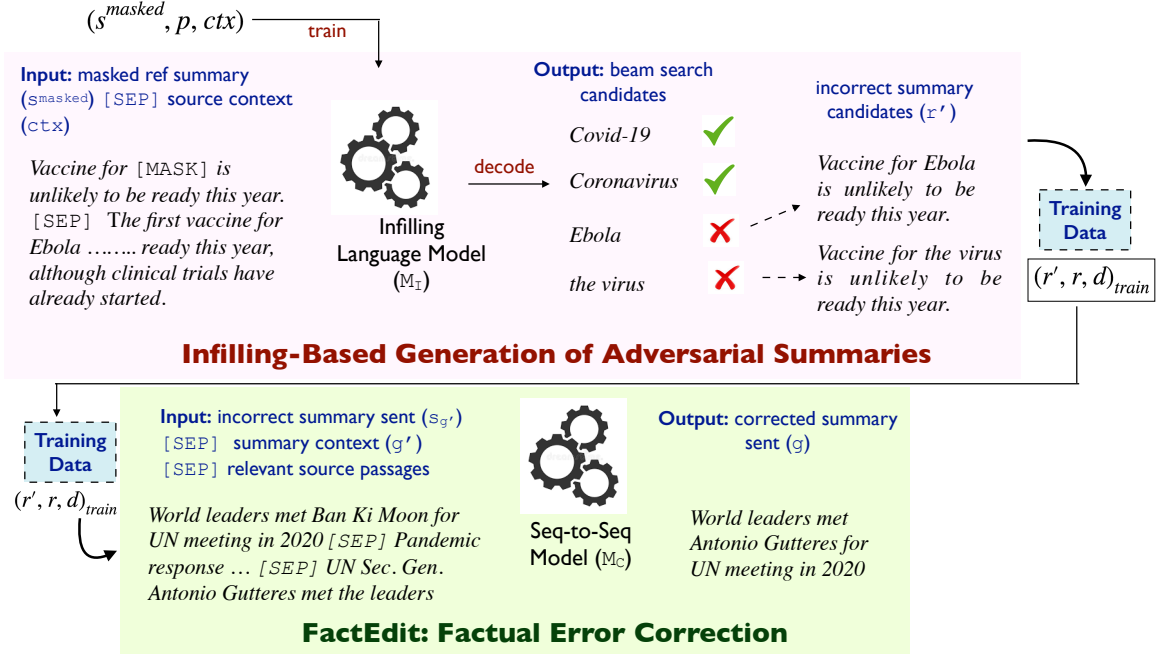 (s^masked, p, ctx)
train
Input: masked ref summary
(s^masked) [SEP] source context
(ctx)
Vaccine for [MASK] is
unlikely to be ready this year.
[SEP] The first vaccine for
Ebola …….. ready this year,
although clinical trials have
already started.
Infilling
Language Model
(M_I)
decode
Output: beam search
candidates
Covid-19
Coronavirus
Ebola
the virus
incorrect summary
candidates (r’)
Vaccine for Ebola
is unlikely to be
ready this year.
Vaccine for the virus
is unlikely to be
ready this year.
Training
Data
(r′, r, d)_train
Infilling-Based Generation of Adversarial Summaries
Training
Data
(r′, r, d)_train
Input: incorrect summary sent (s_g’)
[SEP] summary context (g’)
[SEP] relevant source passages
World leaders met Ban Ki Moon for
UN meeting in 2020 [SEP] Pandemic
response … [SEP] UN Sec. Gen.
Antonio Gutteres met the leaders
Seq-to-Seq
Model (M_C)
Output: corrected summary
sent (g)
World leaders met
Antonio Gutteres for
UN meeting in 2020
FactEdit: Factual Error Correction